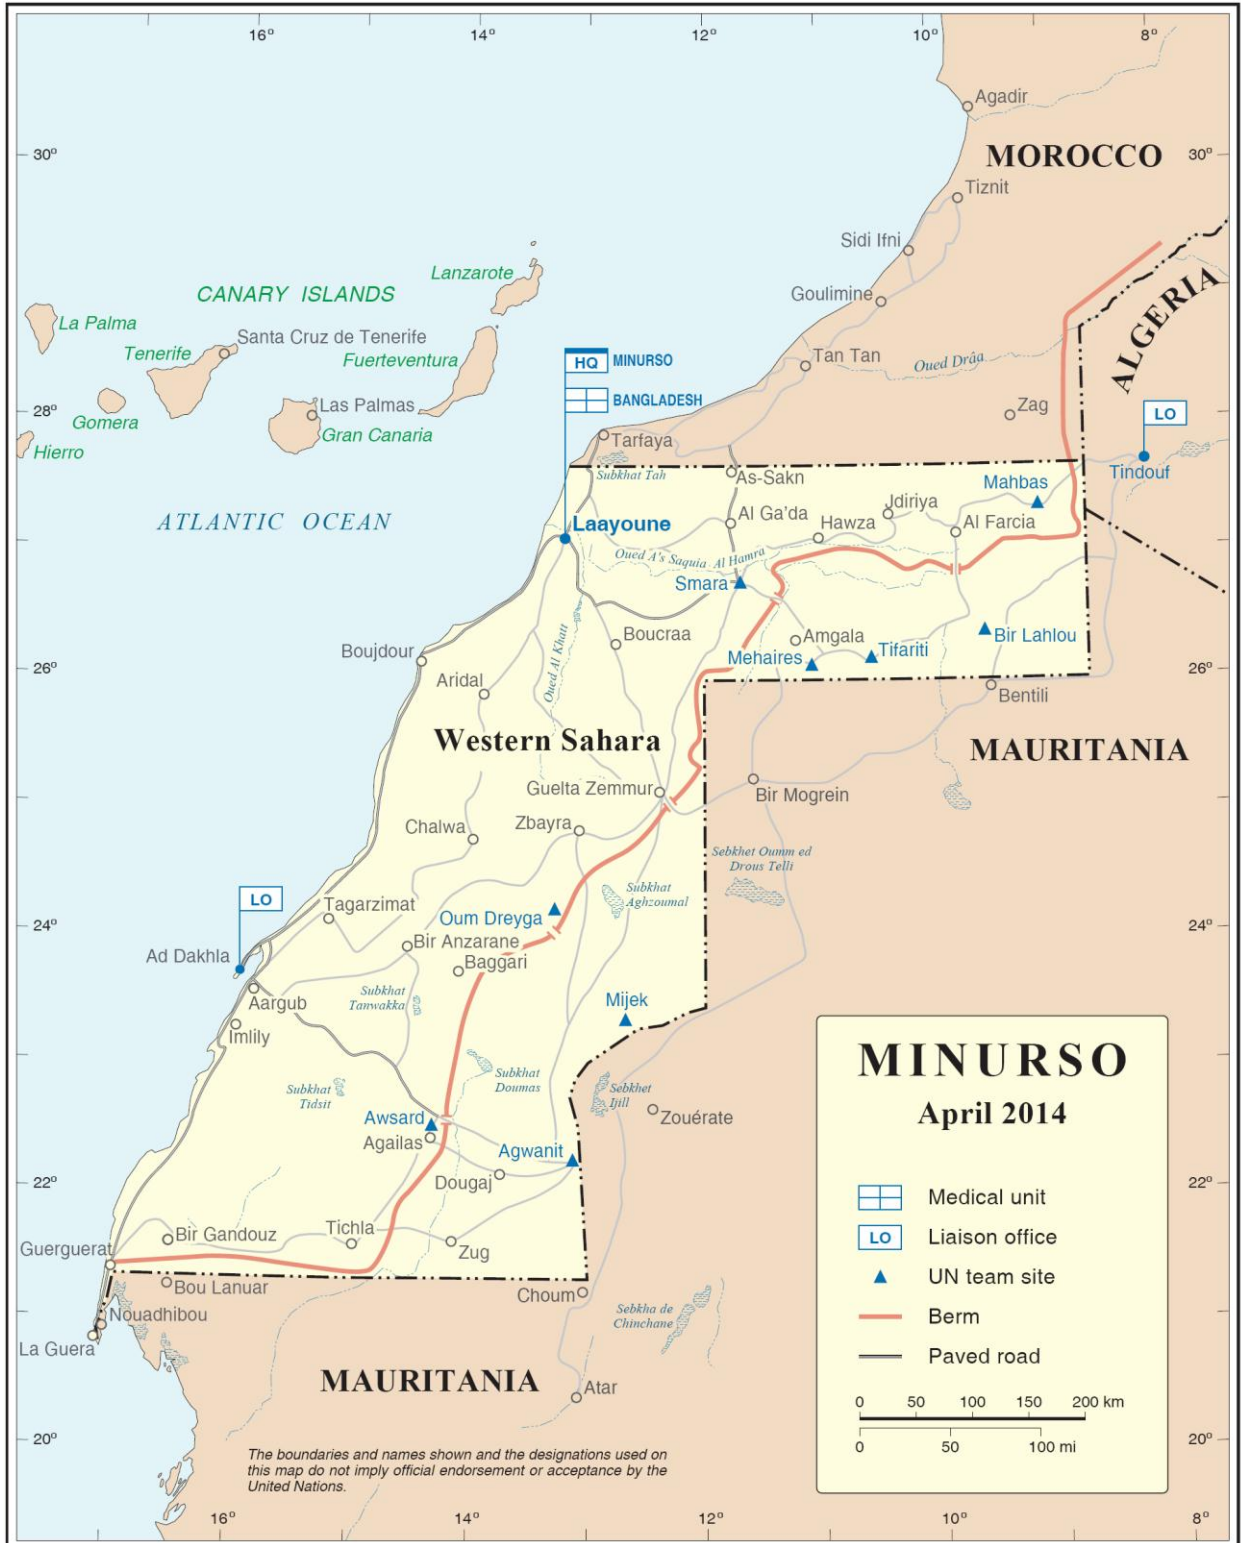 16°
14°
12°
10°
8°
Agadir
30°
MOROCCO
30°
Tiznit
Sidi Ifni
Lanzarote
CANARY ISLANDS
Goulimine
ALGERIA
La Palma
Santa Cruz de Tenerife
Tenerife
Fuerteventura
HQ MINURSO
Tan Tan
Oued Drâa
BANGLADESH
Gomera
Las Palmas
Zag
LO
28°
Gran Canaria
Hierro
Tarfaya
Tindouf
Subkhat Tah
As-Sakn
Mahbas
ATLANTIC OCEAN
Laayoune
Al Ga'da
Jdiriya
Hawza
Al Farcia
Oued A's Saquia Al Hamra
Smara
Boucraa
Amgala
Bir Lahlou
Boujdour
Oued Al Khatt
Mehaires
Tifariti
26°
26°
Aridal
Bentili
Western Sahara
MAURITANIA
Guelta Zemmur
Bir Mogrein
Chalwa
Zbayra
Sebkhet Oumm ed
Drous Telli
Subkhat
Aghzoumal
LO
Tagarzimat
Oum Dreyga
24°
24°
Bir Anzarane
Ad Dakhla
Baggari
Subkhat
Tanwakka
Aargub
Mijek
Imlily
MINURSO
April 2014
Subkhat
Doumas
Subkhat
Tidsit
Sebkhet
Ijill
Zouérate
Awsard
Agailas
Agwanit
Dougaj
22°
22°
Medical unit
Bir Gandouz
Tichla
Zug
LO Liaison office
Guerguerat
UN team site
Bou Lanuar
Choum
Nouadhibou
Sebkha de
Chinchane
Berm
La Guera
Paved road
MAURITANIA
Atar
0 50 100 150 200 km
0 50 100 mi
20°
20°
The boundaries and names shown and the designations used on
this map do not imply official endorsement or acceptance by the
United Nations.
16°
14°
12°
10°
8°